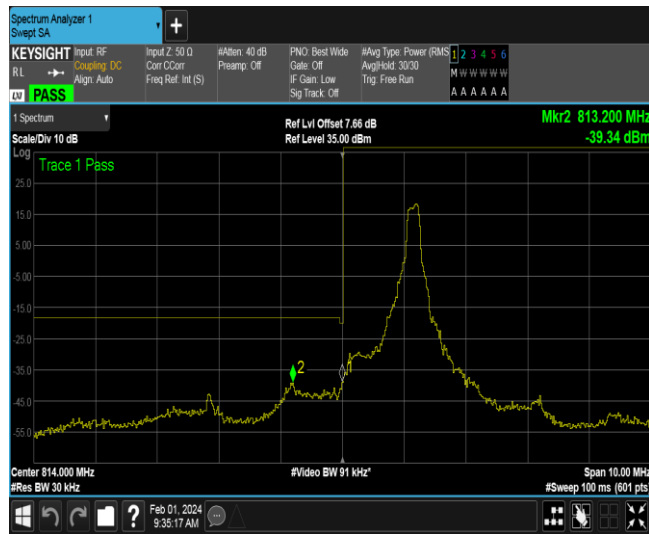 Spectrum Analyzer 1
Swept SA
+
KEYSIGHT
RL
LXI
PASS
Input: RF
Coupling: DC
Align: Auto
Input Z: 50 Ω
Corr CCorr
Freq Ref: Int (S)
#Atten: 40 dB
Preamp: Off
PNO: Best Wide
Gate: Off
IF Gain: Low
Sig Track: Off
#Avg Type: Power (RMS
Avg|Hold: 30/30
Trig: Free Run
1 2 3 4 5 6
M W W W W W
A A A A A A
1 Spectrum
Scale/Div 10 dB
Log
Ref Lvl Offset 7.66 dB
Ref Level 35.00 dBm
Mkr2 813.200 MHz
-39.34 dBm
Trace 1 Pass
25.0
15.0
5.00
-5.00
-15.0
-25.0
-35.0
-45.0
-55.0
2
Center 814.000 MHz
#Res BW 30 kHz
#Video BW 91 kHz*
Span 10.00 MHz
#Sweep 100 ms (601 pts
?
Feb 01, 2024
9:35:17 AM